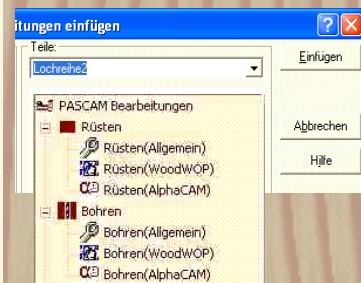 itungen einfügen
Teile:
Lochreihe2
Einfügen
PASCAM Bearbeitungen
Rüsten
Abbrechen
Rüsten(Allgemein)
Rüsten(WoodWOP)
Hilfe
Rüsten(AlphaCAM)
Bohren
Bohren(Allgemein)
Bohren(WoodWOP)
Bohren(AlphaCAM)